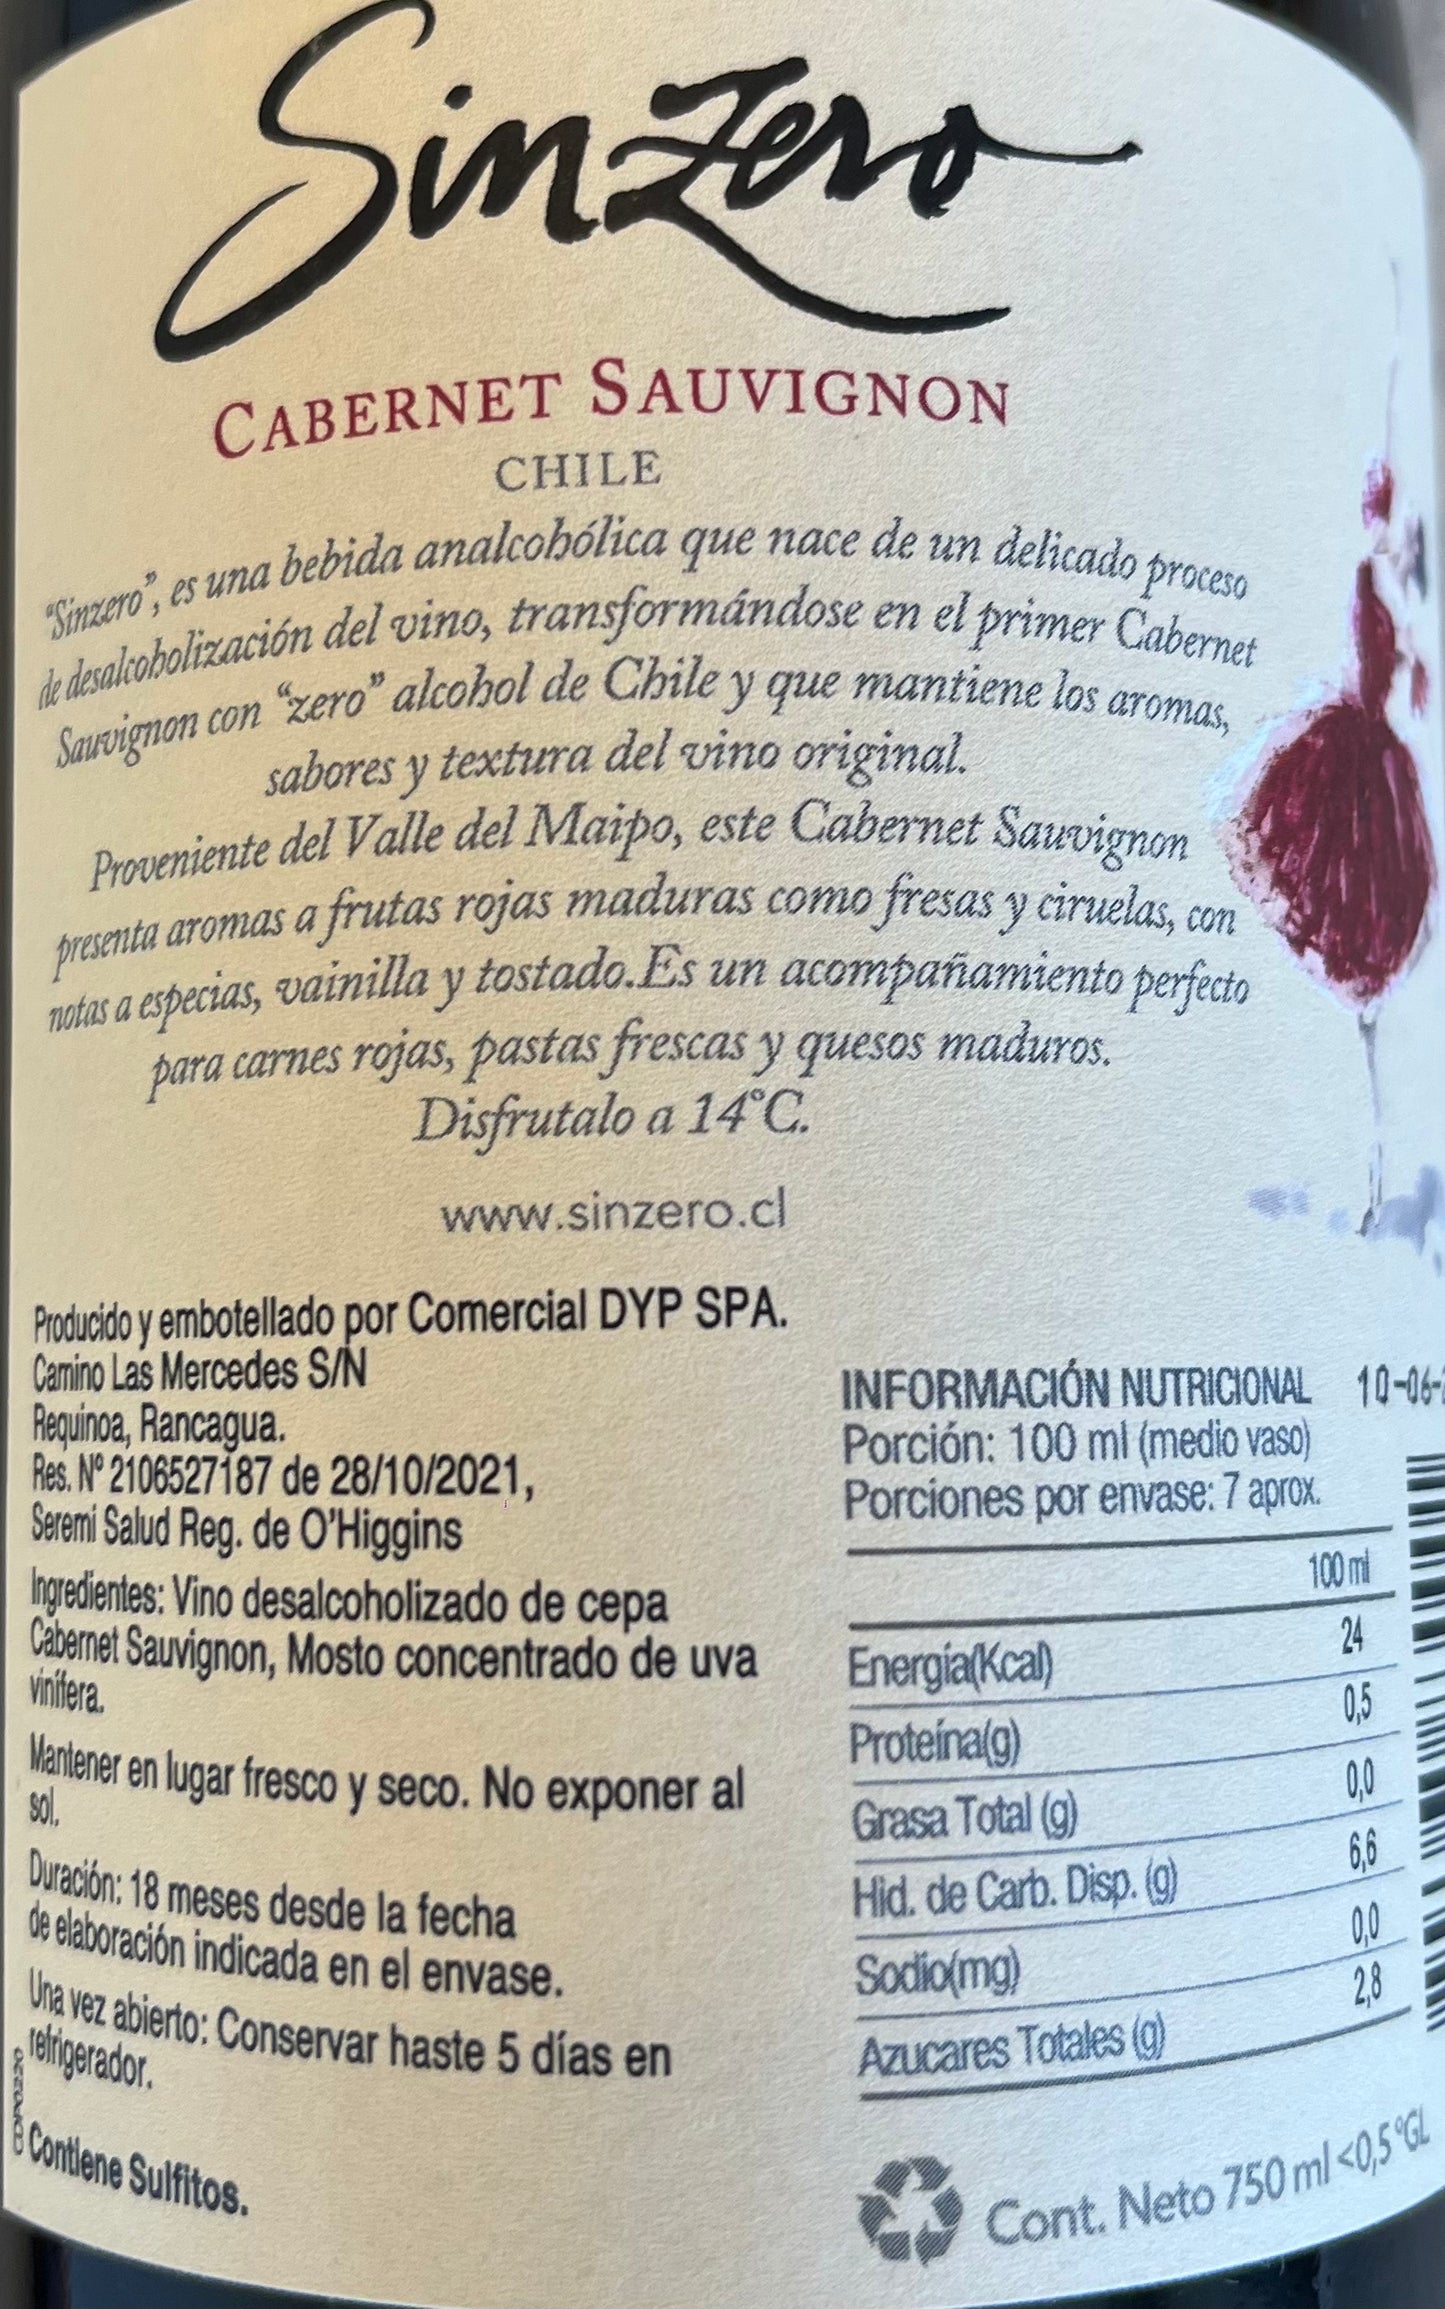 Sinzero
CABERNET SAUVIGNON
CHILE
"Sinzero", es una bebida analcohólica que nace de un delicado proceso
de desalcoholización del vino, transformándose en el primer Cabernet
Sauvignon con "zero" alcohol de Chile y que mantiene los aromas,
sabores y textura del vino original.
Proveniente del Valle del Maipo, este Cabernet Sauvignon
presenta aromas a frutas rojas maduras como fresas y ciruelas, con
notas a especias, vainilla y tostado.Es un acompañamiento perfecto
para carnes rojas, pastas frescas y quesos maduros.
Disfrutalo a 14°C.
www.sinzero.cl
Producido y embotellado por Comercial DYP SPA.
Camino Las Mercedes S/N
Requinoa, Rancagua.
Res. Nº 2106527187 de 28/10/2021,
Seremi Salud Reg. de O'Higgins
Ingredientes: Vino desalcoholizado de cepa
Cabernet Sauvignon, Mosto concentrado de uva
vinífera.
Mantener en lugar fresco y seco. No exponer al
sol.
Duración: 18 meses desde la fecha
de elaboración indicada en el envase.
Una vez abierto: Conservar haste 5 días en
refrigerador.
Contiene Sulfitos.
CDP0220
INFORMACIÓN NUTRICIONAL 10-06-
Porción: 100 ml (medio vaso)
Porciones por envase: 7 aprox.
100 ml
Energía(Kcal) 24
Proteína(g) 0,5
Grasa Total (g) 0,0
Hid. de Carb. Disp. (g) 6,6
Sodio(mg) 0,0
Azucares Totales (g) 2,8
Cont. Neto 750 ml <0,5 °GL